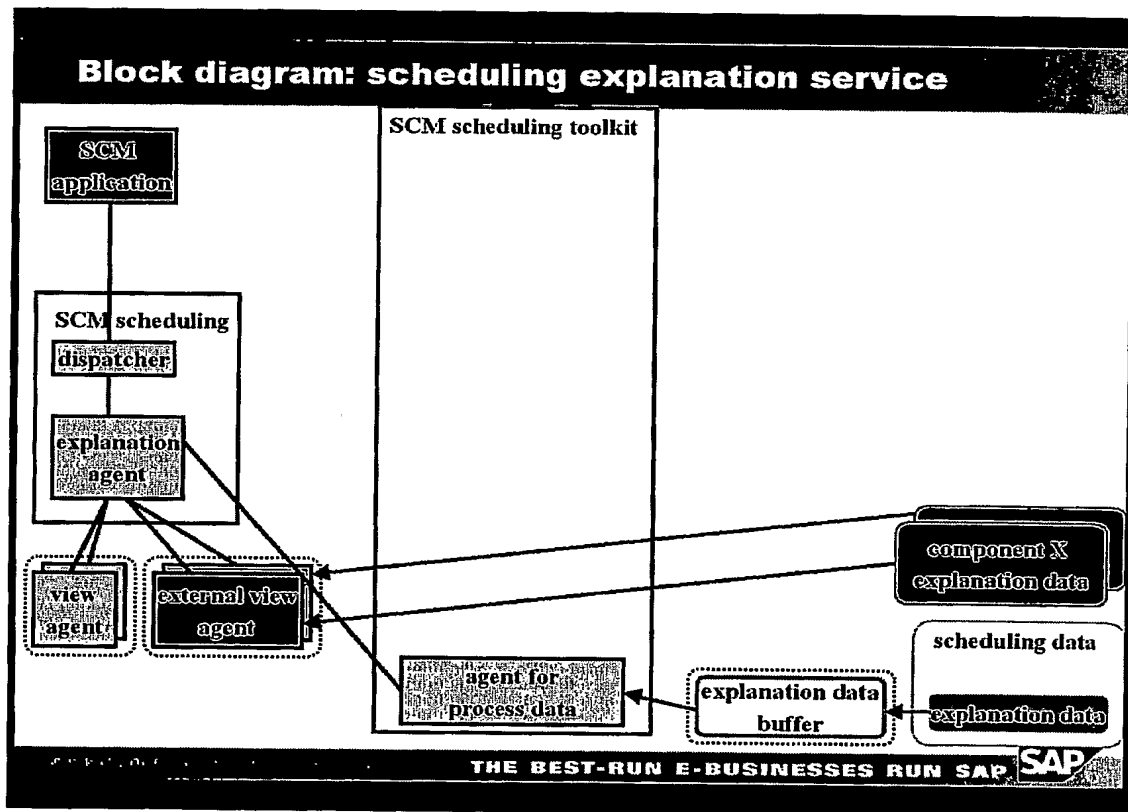 Block diagram: scheduling explanation service
SCM
application
SCM scheduling toolkit
SCM scheduling
dispatcher
explanation
agent
view
agent
external view
agent
component X
explanation data
scheduling data
agent for
process data
explanation data
buffer
explanation data
THE BEST-RUN E-BUSINESSES RUN SAP
SAP